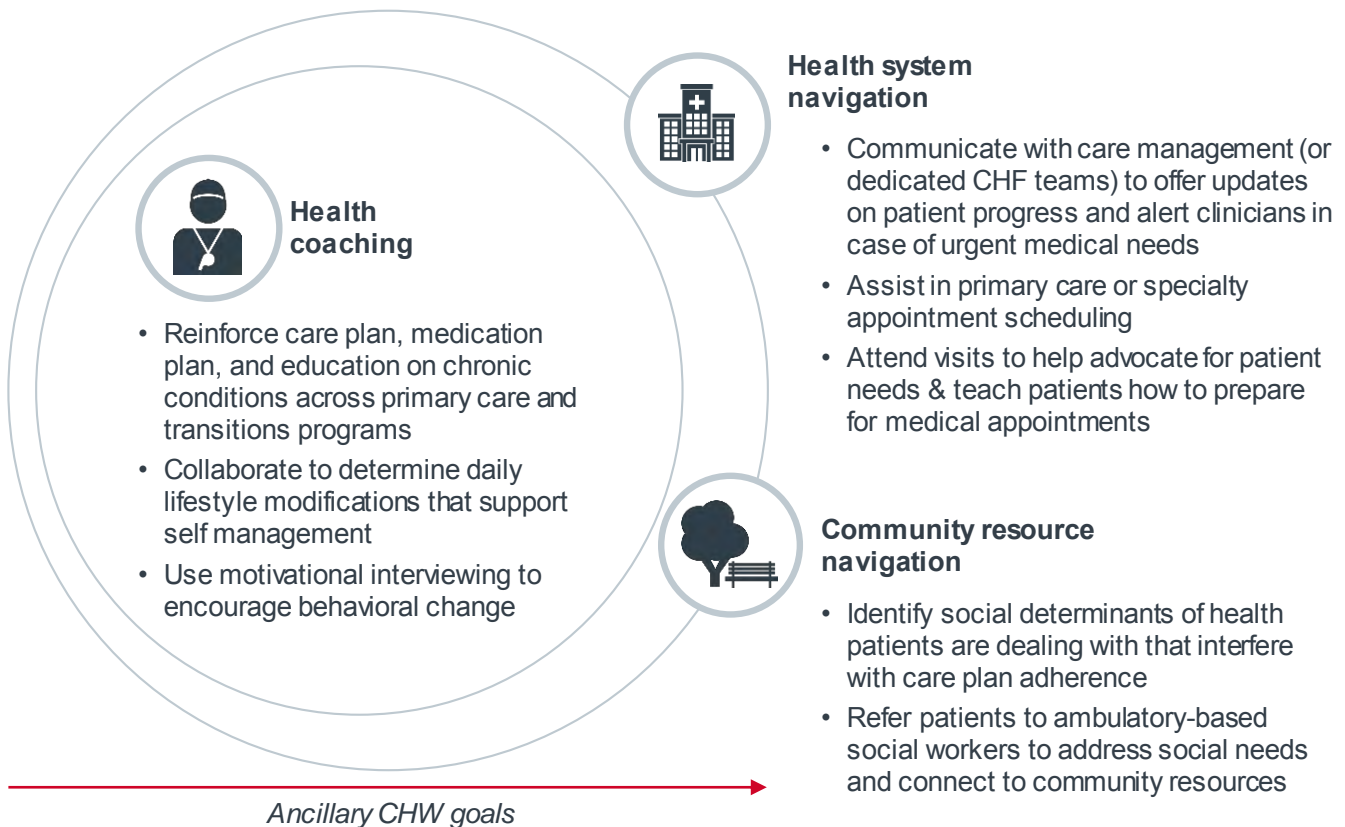 Health
coaching
• Reinforce care plan, medication
plan, and education on chronic
conditions across primary care and
transitions programs
• Collaborate to determine daily
lifestyle modifications that support
self management
• Use motivational interviewing to
encourage behavioral change
Health system
navigation
• Communicate with care management (or
dedicated CHF teams) to offer updates
on patient progress and alert clinicians in
case of urgent medical needs
• Assist in primary care or specialty
appointment scheduling
• Attend visits to help advocate for patient
needs & teach patients how to prepare
for medical appointments
Community resource
navigation
• Identify social determinants of health
patients are dealing with that interfere
with care plan adherence
• Refer patients to ambulatory-based
social workers to address social needs
and connect to community resources
Ancillary CHW goals